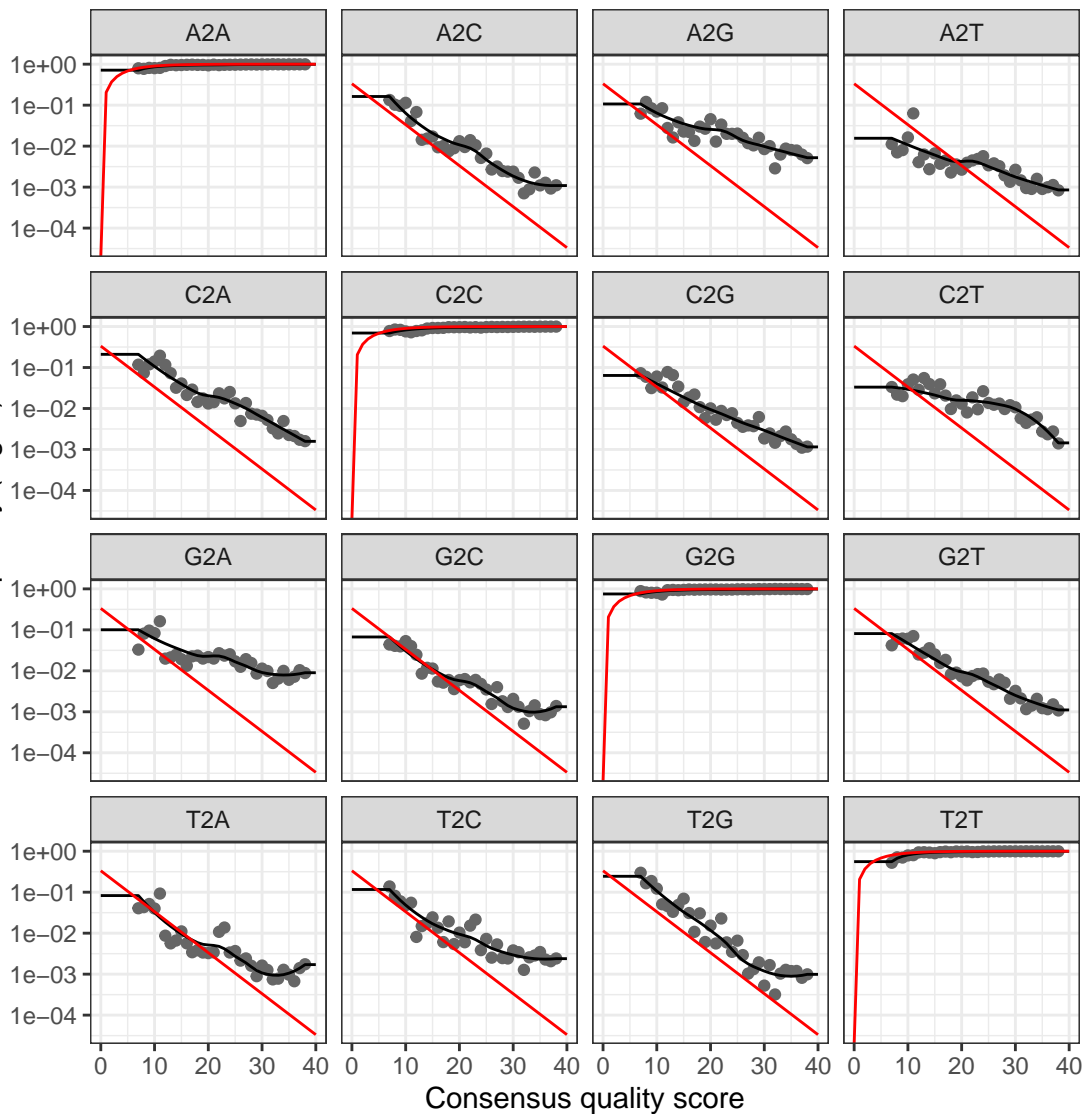 A2A A2C A2G A2T
1e+00
1e−01
1e−02
1e−03
1e−04
C2A C2C C2G C2T
1e+00
1e−01
1e−02
1e−03
1e−04
G2A G2C G2G G2T
1e+00
1e−01
1e−02
1e−03
1e−04
T2A T2C T2G T2T
1e+00
1e−01
1e−02
1e−03
1e−04
0 10 20 30 40 0 10 20 30 40 0 10 20 30 40 0 10 20 30 40
Consensus quality score